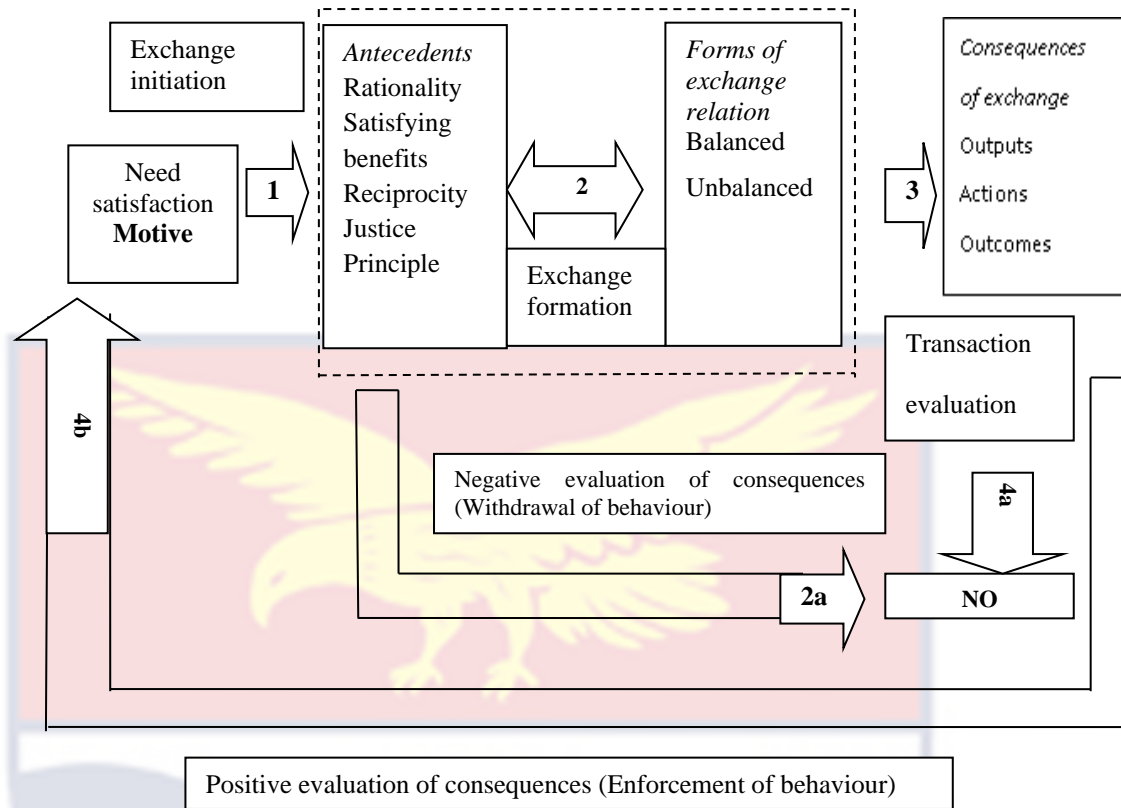 Exchange
initiation
Need
satisfaction
Motive
1
Antecedents
Rationality
Satisfying
benefits
Reciprocity
Justice
Principle
2
Exchange
formation
Forms of
exchange
relation
Balanced
Unbalanced
3
Consequences
of exchange
Outputs
Actions
Outcomes
Transaction
evaluation
4b
Negative evaluation of consequences
(Withdrawal of behaviour)
4a
2a
NO
Positive evaluation of consequences (Enforcement of behaviour)